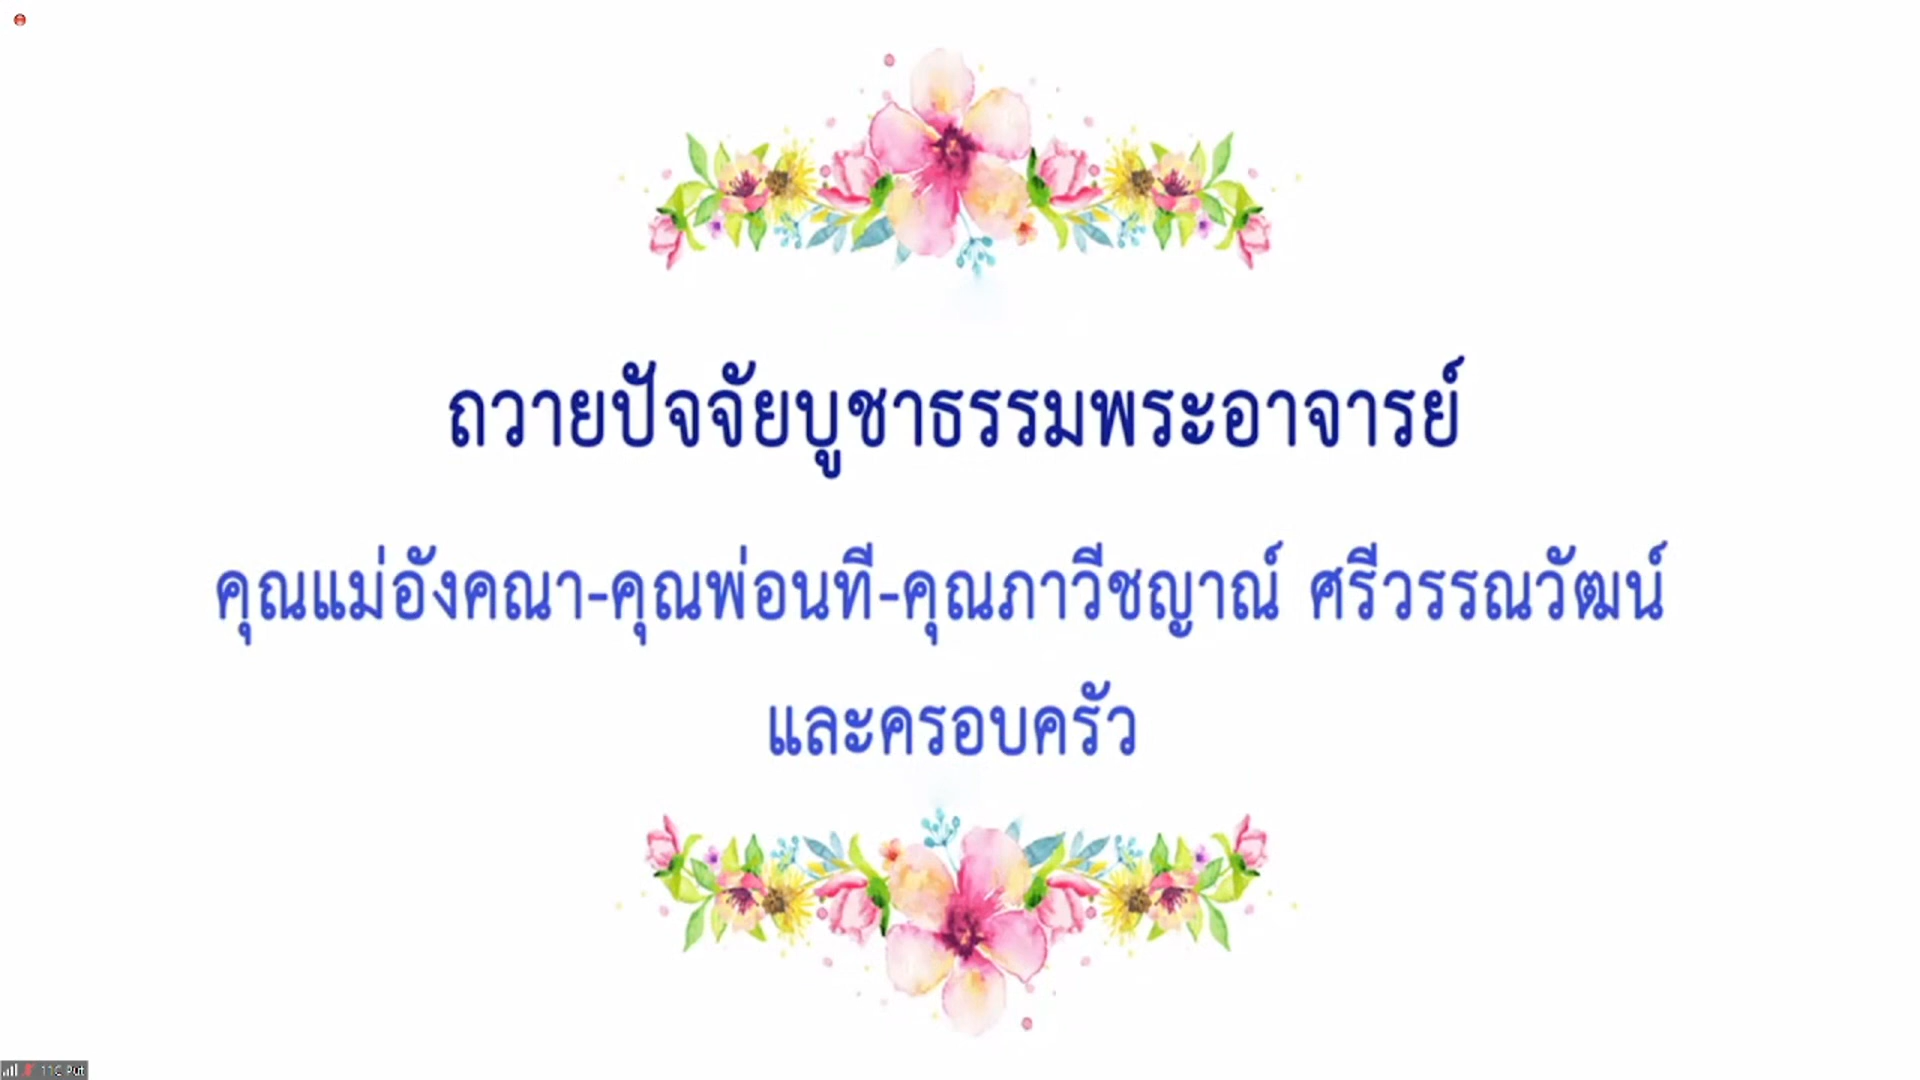 ถวายปัจจัยบูชาธรรมพระอาจารย์
คุณแม่อังคณา-คุณพ่อนที-คุณภาวีชญาณ์ ศรีวรรณวัฒน์
และครอบครัว
11C Put